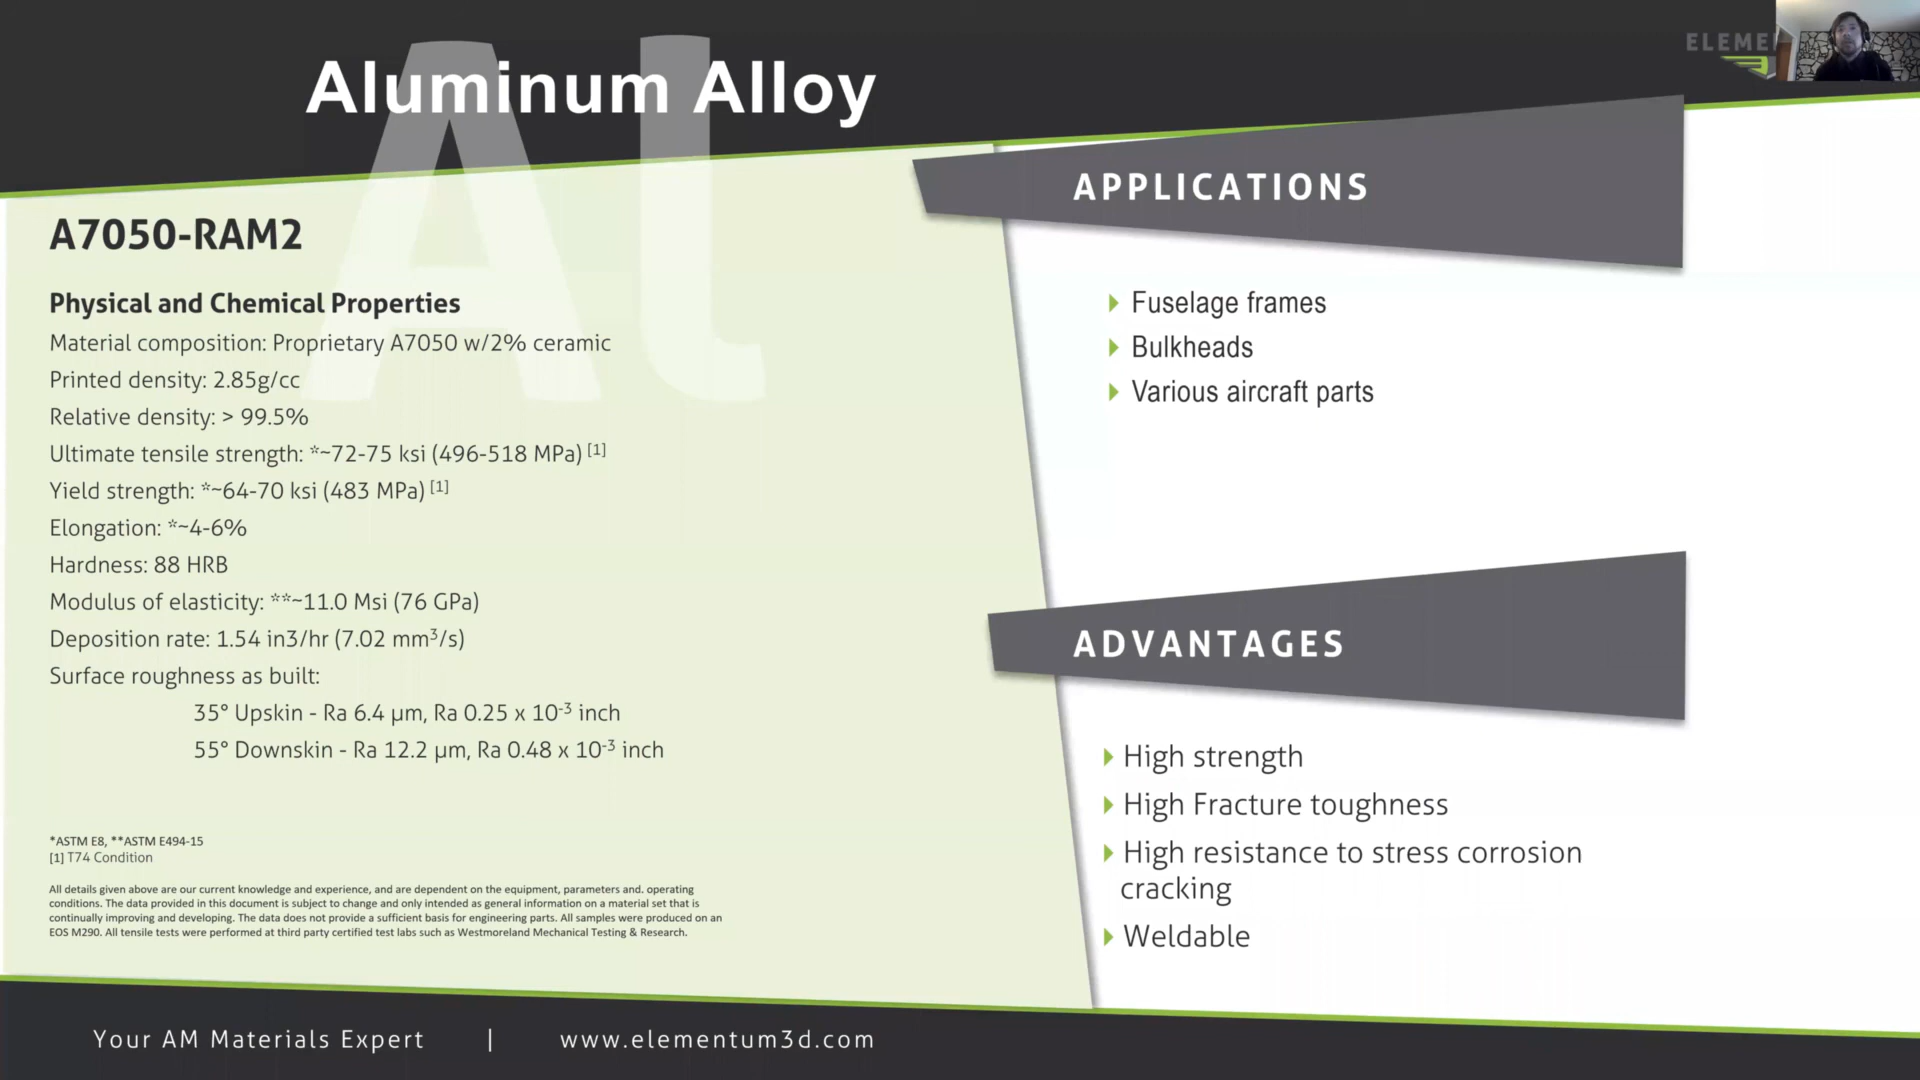 Al
Aluminum Alloy
ELEME
A7050-RAM2
Physical and Chemical Properties
Material composition: Proprietary A7050 w/2% ceramic
Printed density: 2.85g/cc
Relative density: > 99.5%
Ultimate tensile strength: *~72-75 ksi (496-518 MPa) [1]
Yield strength: *~64-70 ksi (483 MPa) [1]
Elongation: *~4-6%
Hardness: 88 HRB
Modulus of elasticity: **~11.0 Msi (76 GPa)
Deposition rate: 1.54 in3/hr (7.02 mm³/s)
Surface roughness as built:
35° Upskin - Ra 6.4 µm, Ra 0.25 x 10⁻³ inch
55° Downskin - Ra 12.2 µm, Ra 0.48 x 10⁻³ inch
*ASTM E8, **ASTM E494-15
[1] T74 Condition
All details given above are our current knowledge and experience, and are dependent on the equipment, parameters and. operating
conditions. The data provided in this document is subject to change and only intended as general information on a material set that is
continually improving and developing. The data does not provide a sufficient basis for engineering parts. All samples were produced on an
EOS M290. All tensile tests were performed at third party certified test labs such as Westmoreland Mechanical Testing & Research.
APPLICATIONS
Fuselage frames
Bulkheads
Various aircraft parts
ADVANTAGES
High strength
High Fracture toughness
High resistance to stress corrosion
cracking
Weldable
Your AM Materials Expert | www.elementum3d.com